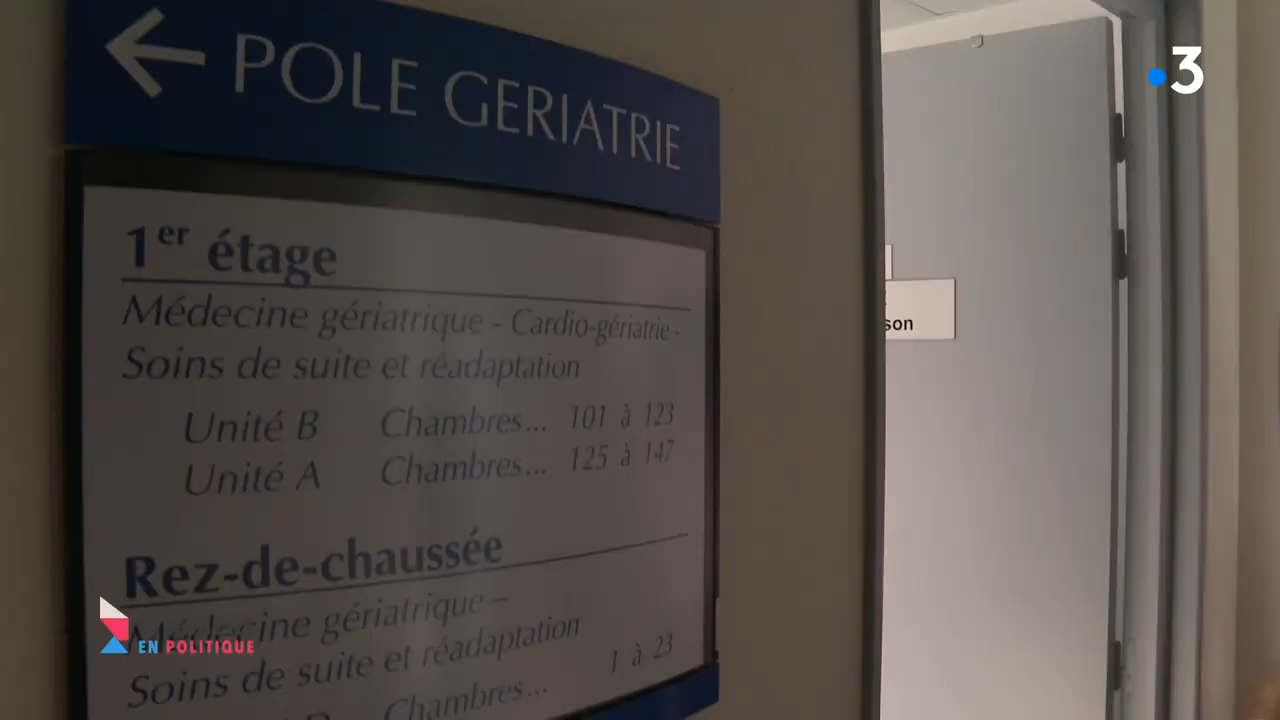 POLE GERIATRIE
1er étage
Médecine gériatrique - Cardio-gériatrie -
Soins de suite et réadaptation
Unité B Chambres... 101 à 123
Unité A Chambres... 125 à 147
Rez-de-chaussée
Médecine gériatrique –
Soins de suite et réadaptation
1 à 23
Chambres...
son
3
EN POLITIQUE